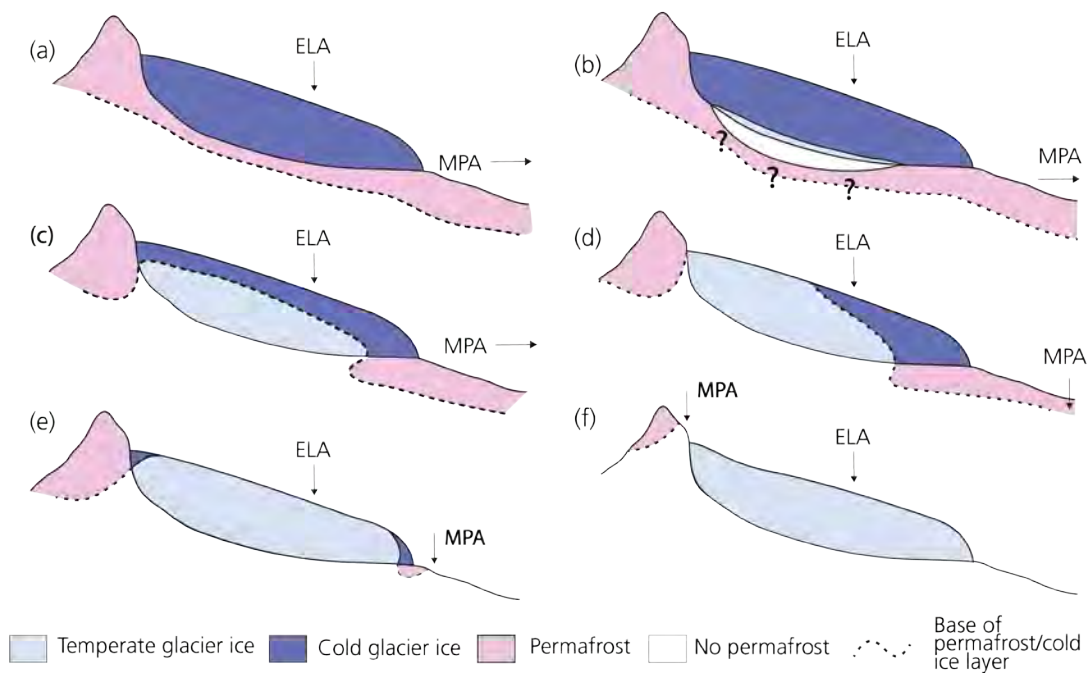 (a)
ELA
MPA
(b)
ELA
MPA
?
?
?
(c)
ELA
MPA
(d)
ELA
MPA
(e)
ELA
MPA
(f)
MPA
ELA
Temperate glacier ice
Cold glacier ice
Permafrost
No permafrost
Base of
permafrost/cold
ice layer